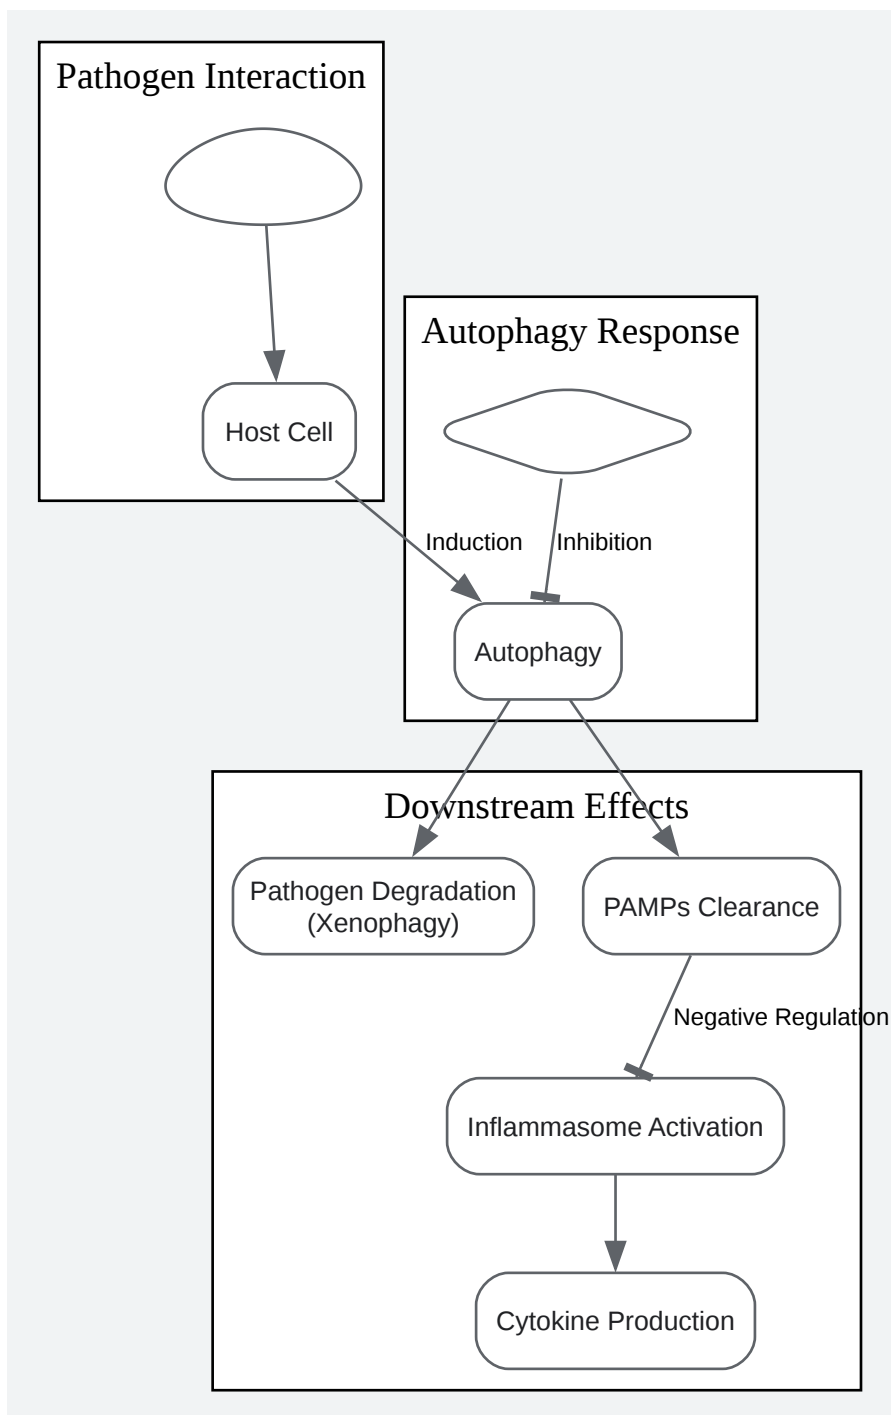 Pathogen Interaction
Host Cell
Autophagy Response
Induction
Inhibition
Autophagy
Downstream Effects
Pathogen Degradation
(Xenophagy)
PAMPs Clearance
Negative Regulation
Inflammasome Activation
Cytokine Production